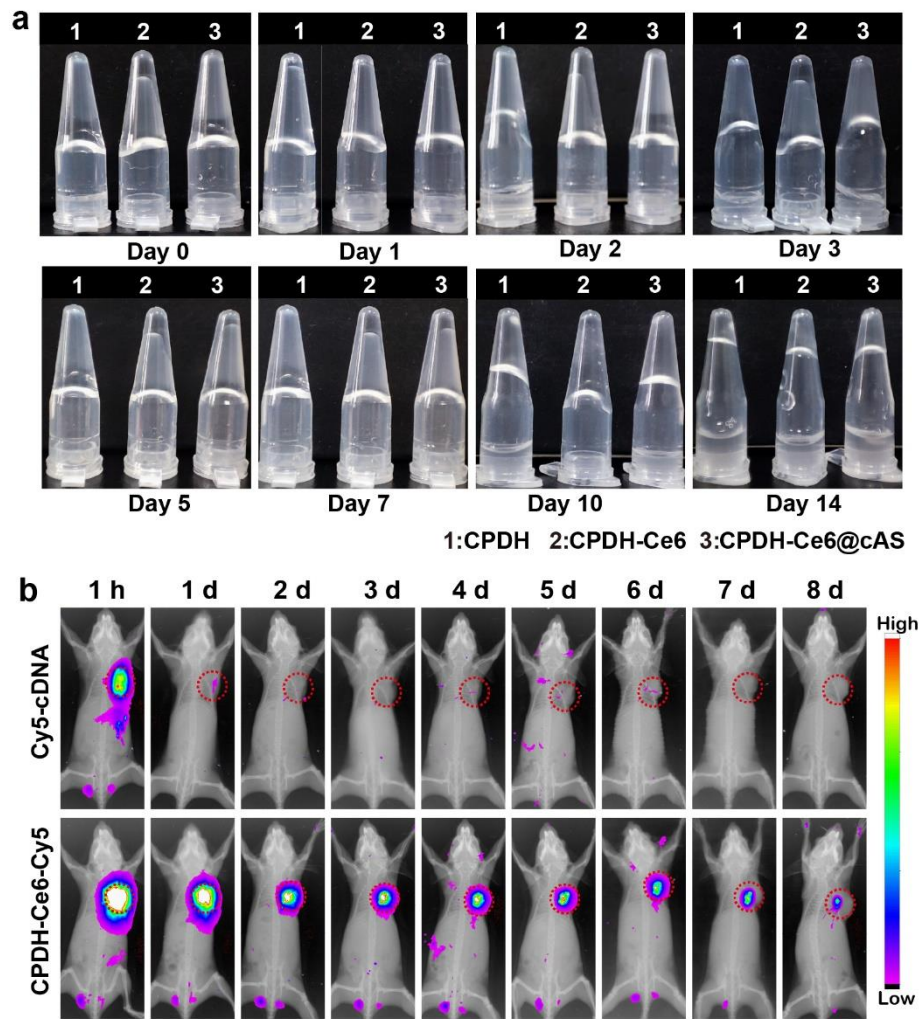 a
1 2 3 1 2 3 1 2 3 1 2 3
Day 0 Day 1 Day 2 Day 3
1 2 3 1 2 3 1 2 3 1 2 3
Day 5 Day 7 Day 10 Day 14
1:CPDH 2:CPDH-Ce6 3:CPDH-Ce6@cAS
b
1 h 1 d 2 d 3 d 4 d 5 d 6 d 7 d 8 d
High
Cy5-cDNA
CPDH-Ce6-Cy5
Low